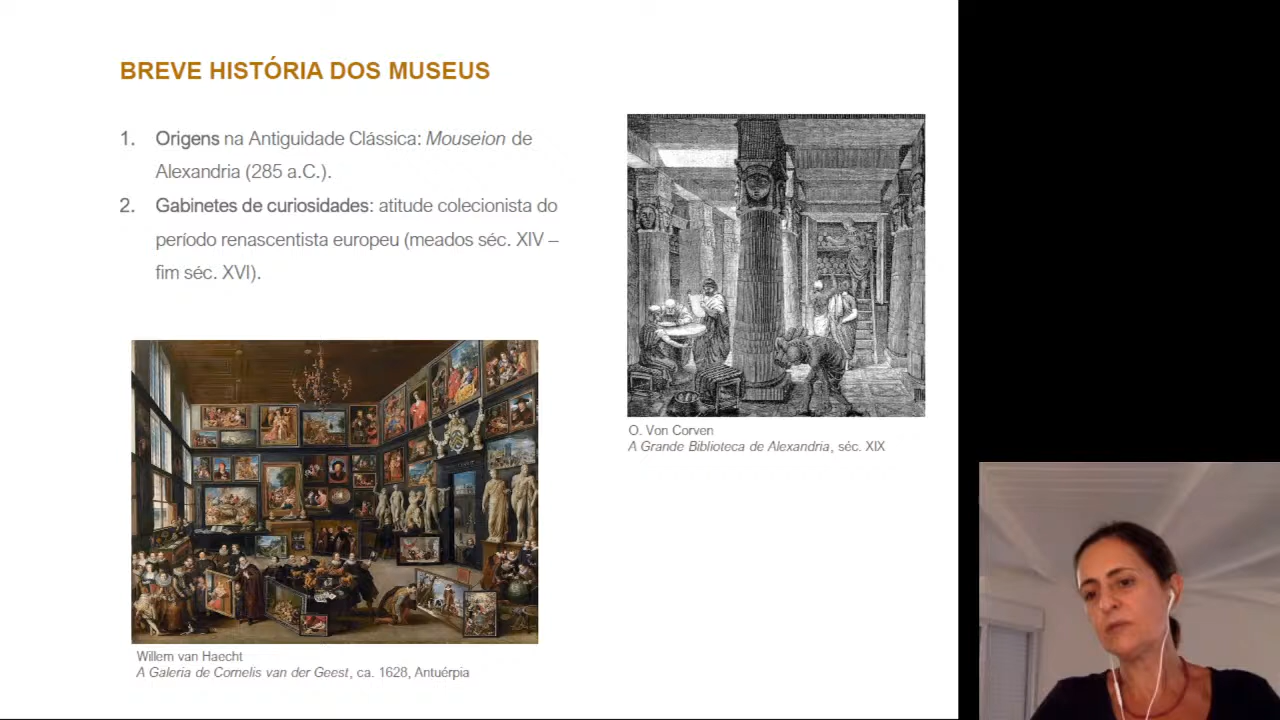 BREVE HISTÓRIA DOS MUSEUS
1. Origens na Antiguidade Clássica: Mouseion de
Alexandria (285 a.C.).
2. Gabinetes de curiosidades: atitude colecionista do
período renascentista europeu (meados séc. XIV –
fim séc. XVI).
O. Von Corven
A Grande Biblioteca de Alexandria, séc. XIX
Willem van Haecht
A Galeria de Cornelis van der Geest, ca. 1628, Antuérpia